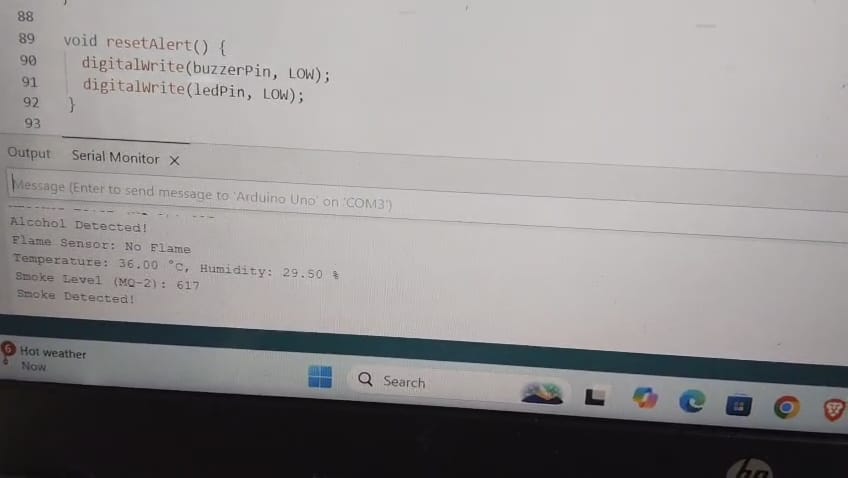 88
89 void resetAlert() {
90 digitalWrite(buzzerPin, LOW);
91 digitalWrite(ledPin, LOW);
92 }
93
Output Serial Monitor X
Message (Enter to send message to 'Arduino Uno' on 'COM3')
Alcohol Detected!
Flame Sensor: No Flame
Temperature: 36.00 °C, Humidity: 29.50 %
Smoke Level (MQ-2): 617
Smoke Detected!
6
Hot weather
Now
Search
hp